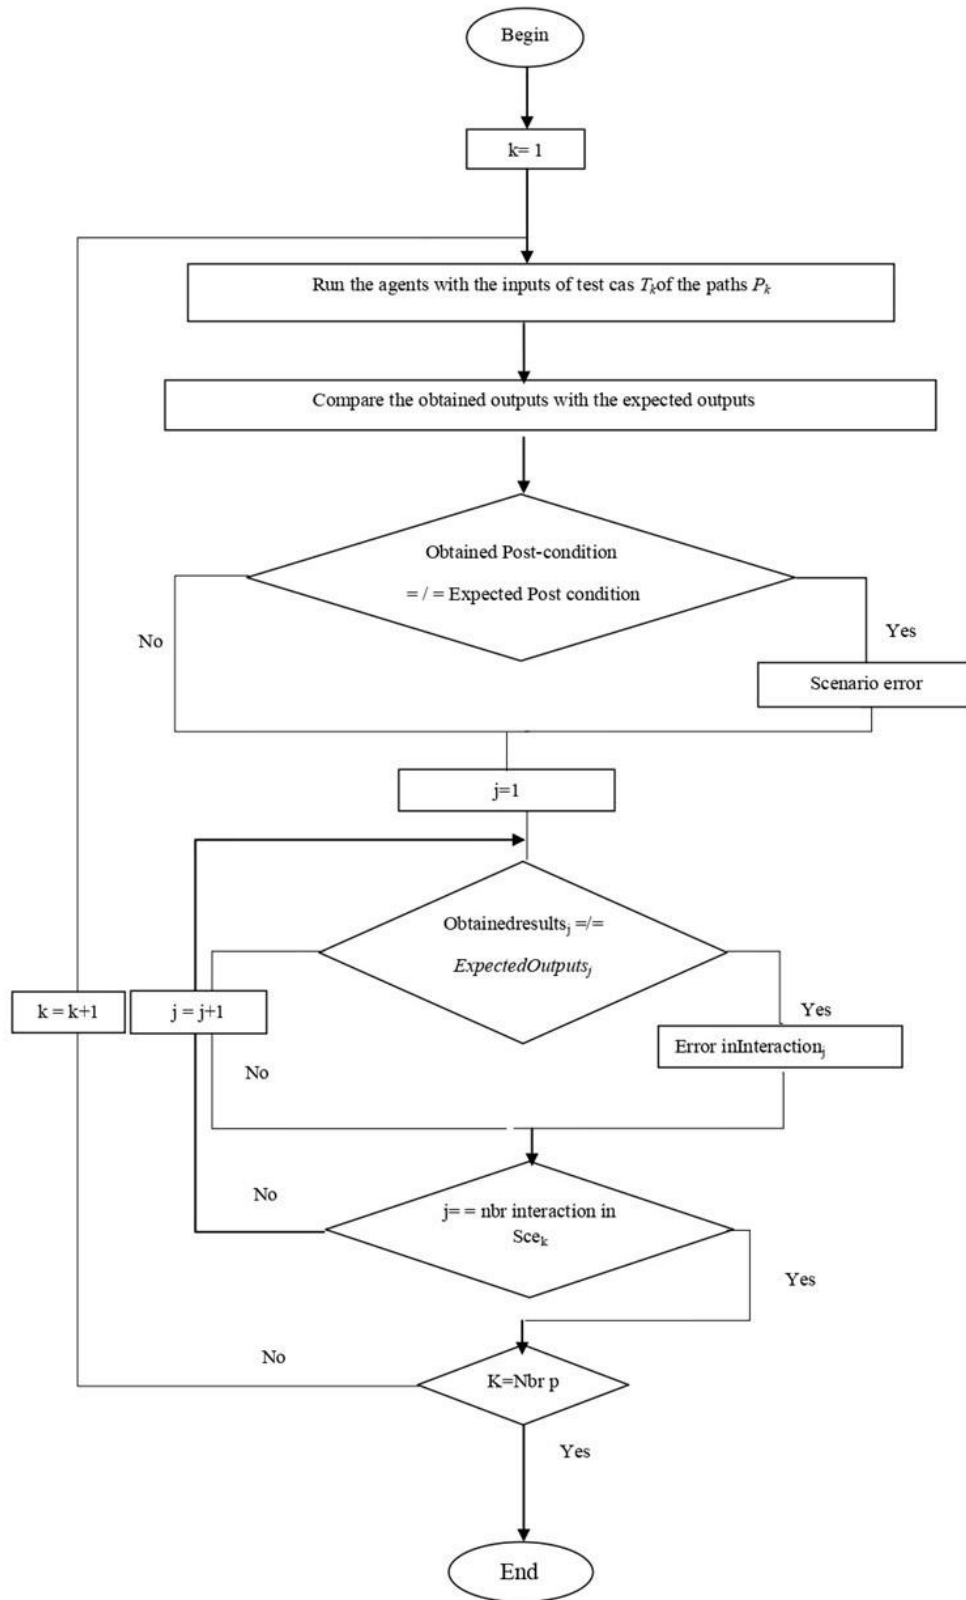 Begin
k= 1
Run the agents with the inputs of test cas Tkof the paths Pk
Compare the obtained outputs with the expected outputs
Obtained Post-condition
= / = Expected Post condition
No
Yes
Scenario error
j=1
Obtainedresultsj =/=
ExpectedOutputsj
k = k+1
j = j+1
Yes
Error inInteractionj
No
No
j= = nbr interaction in
Scek
Yes
No
K=Nbr p
Yes
End